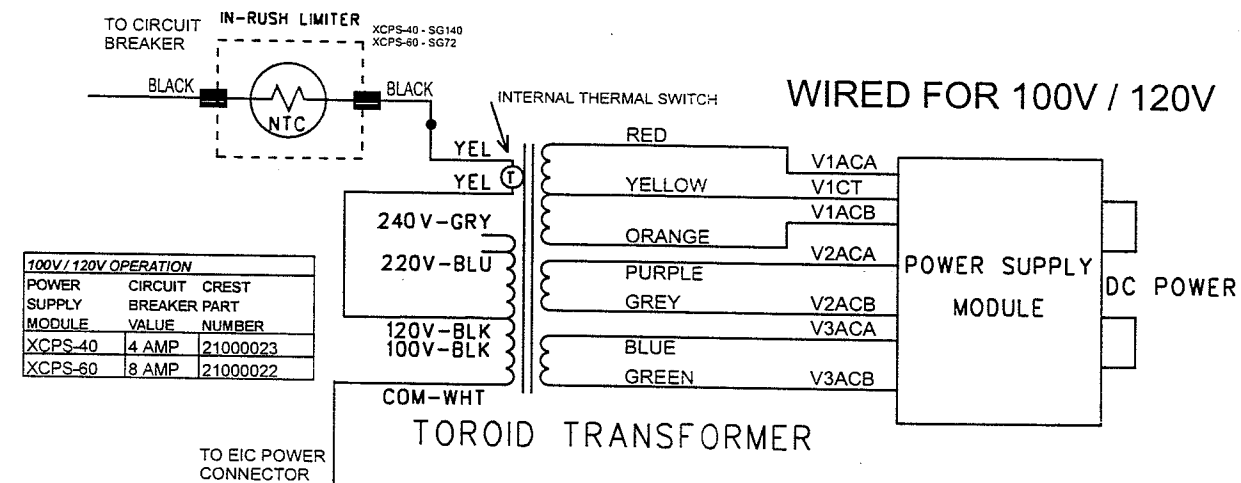 TO CIRCUIT
BREAKER
IN-RUSH LIMITER
XCPS-40 - SG140
XCPS-60 - SG72
BLACK
BLACK
NTC
INTERNAL THERMAL SWITCH
WIRED FOR 100V / 120V
YEL
T
YEL
240V-GRY
220V-BLU
120V-BLK
100V-BLK
COM-WHT
RED
YELLOW
ORANGE
PURPLE
GREY
BLUE
GREEN
V1ACA
V1CT
V1ACB
V2ACA
V2ACB
V3ACA
V3ACB
POWER SUPPLY
MODULE
DC POWER
100V / 120V OPERATION
POWER CIRCUIT CREST
SUPPLY BREAKER PART
MODULE VALUE NUMBER
XCPS-40 4 AMP 21000023
XCPS-60 8 AMP 21000022
TOROID TRANSFORMER
TO EIC POWER
CONNECTOR